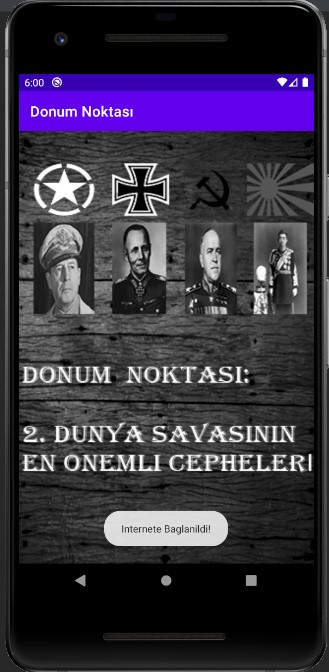 6:00
Donum Noktası
DONUM NOKTASI:
2. DUNYA SAVASININ
EN ONEMLI CEPHELERI
Internete Baglanildi!